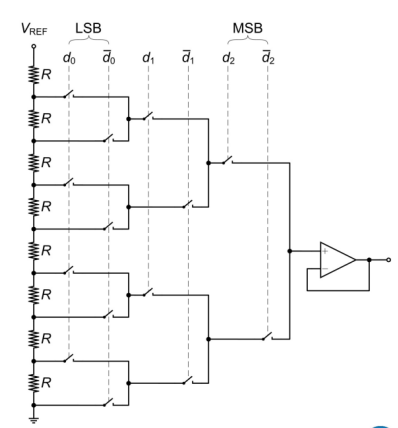 V_REF LSB MSB
d₀ d̅₀ d₁ d̅₁ d₂ d̅₂
R
R
R
R
R
+
−
R
R
R